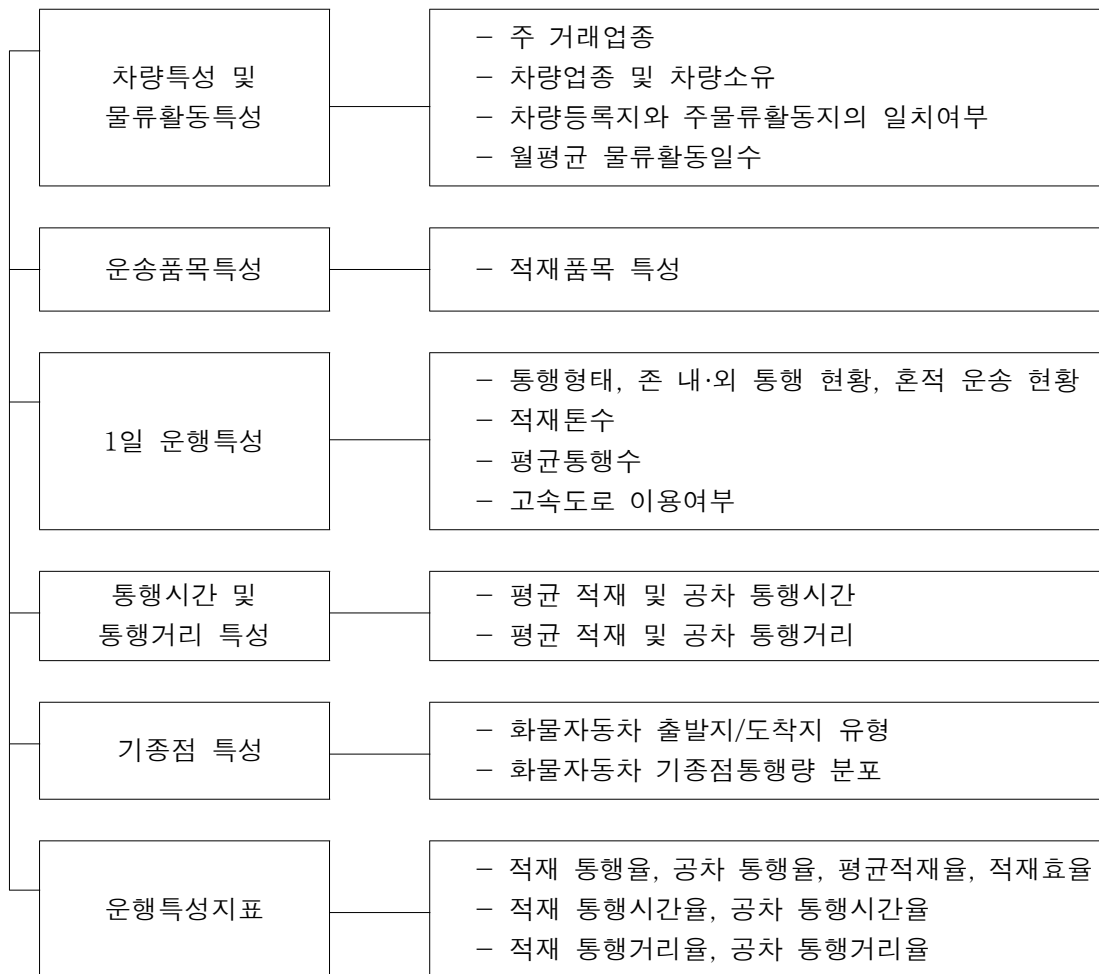 차량특성 및
물류활동특성
– 주 거래업종
– 차량업종 및 차량소유
– 차량등록지와 주물류활동지의 일치여부
– 월평균 물류활동일수
운송품목특성
– 적재품목 특성
1일 운행특성
– 통행형태, 존 내·외 통행 현황, 혼적 운송 현황
– 적재톤수
– 평균통행수
– 고속도로 이용여부
통행시간 및
통행거리 특성
– 평균 적재 및 공차 통행시간
– 평균 적재 및 공차 통행거리
기종점 특성
– 화물자동차 출발지/도착지 유형
– 화물자동차 기종점통행량 분포
운행특성지표
– 적재 통행율, 공차 통행율, 평균적재율, 적재효율
– 적재 통행시간율, 공차 통행시간율
– 적재 통행거리율, 공차 통행거리율